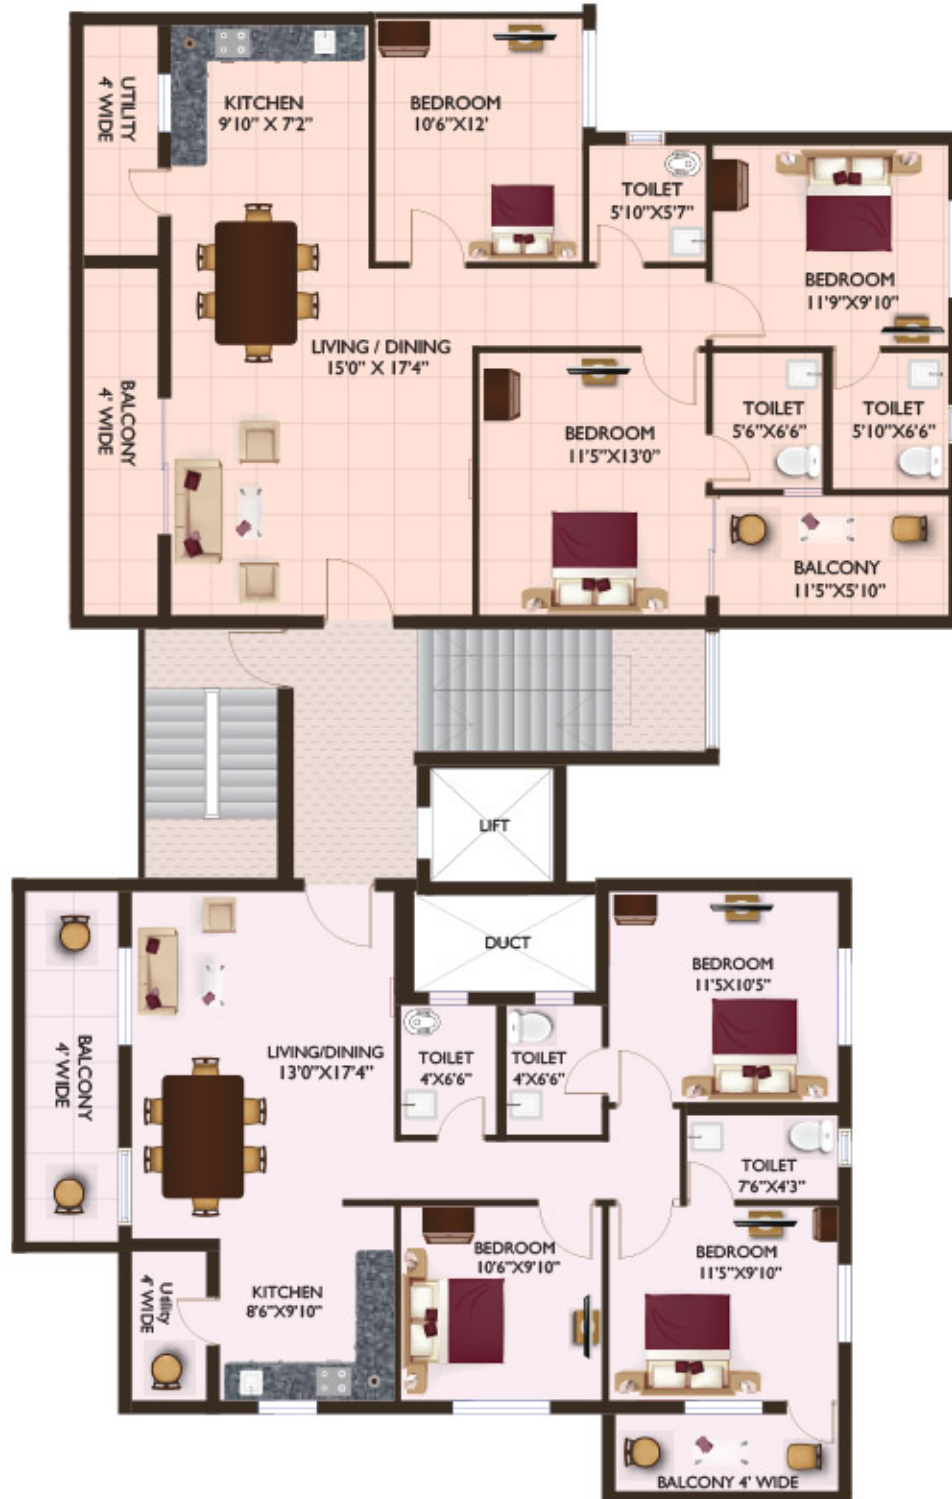 UTILITY
4' WIDE
KITCHEN
9'10" X 7'2"
BEDROOM
10'6"X12'
TOILET
5'10"X5'7"
BEDROOM
11'9"X9'10"
LIVING / DINING
15'0" X 17'4"
BALCONY
4' WIDE
BEDROOM
11'5"X13'0"
TOILET
5'6"X6'6"
TOILET
5'10"X6'6"
BALCONY
11'5"X5'10"
LIFT
DUCT
BEDROOM
11'5X10'5"
BALCONY
4' WIDE
LIVING/DINING
13'0"X17'4"
TOILET
4'X6'6"
TOILET
4'X6'6"
TOILET
7'6"X4'3"
Utility
4' WIDE
KITCHEN
8'6"X9'10"
BEDROOM
10'6"X9'10"
BEDROOM
11'5"X9'10"
BALCONY 4' WIDE